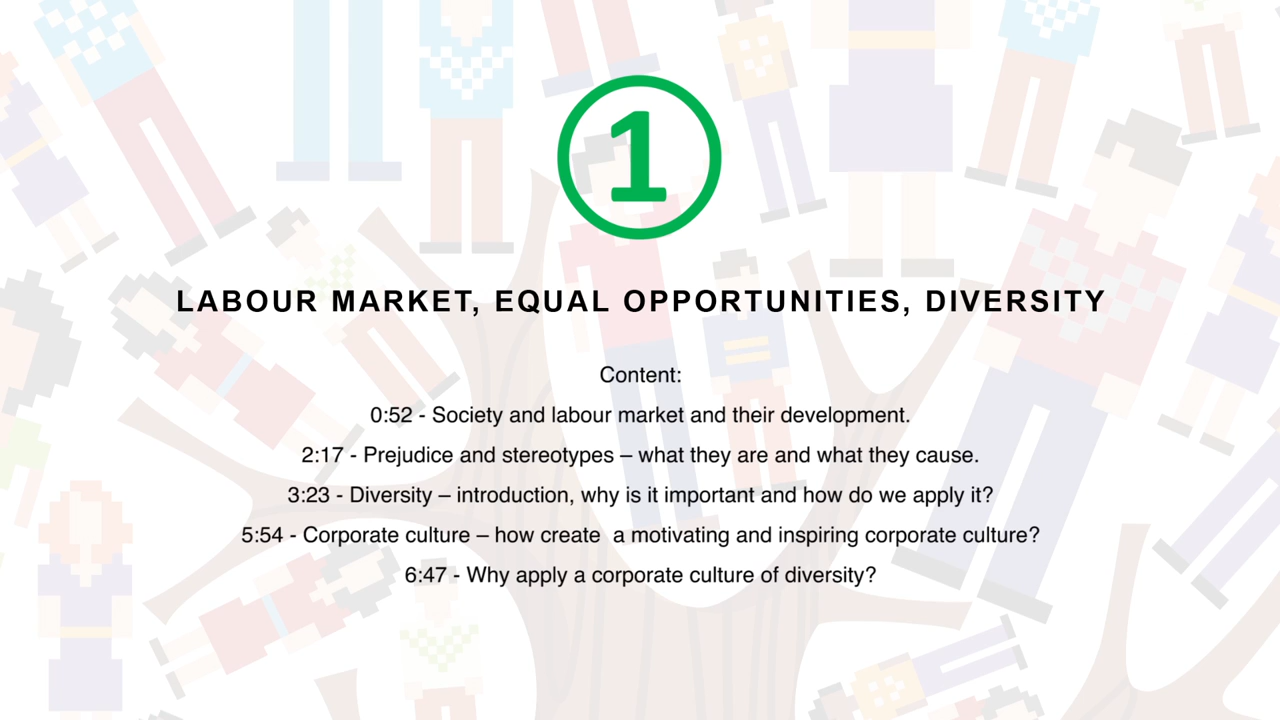 1
LABOUR MARKET, EQUAL OPPORTUNITIES, DIVERSITY
Content:
0:52 - Society and labour market and their development.
2:17 - Prejudice and stereotypes – what they are and what they cause.
3:23 - Diversity – introduction, why is it important and how do we apply it?
5:54 - Corporate culture – how create  a motivating and inspiring corporate culture?
6:47 - Why apply a corporate culture of diversity?